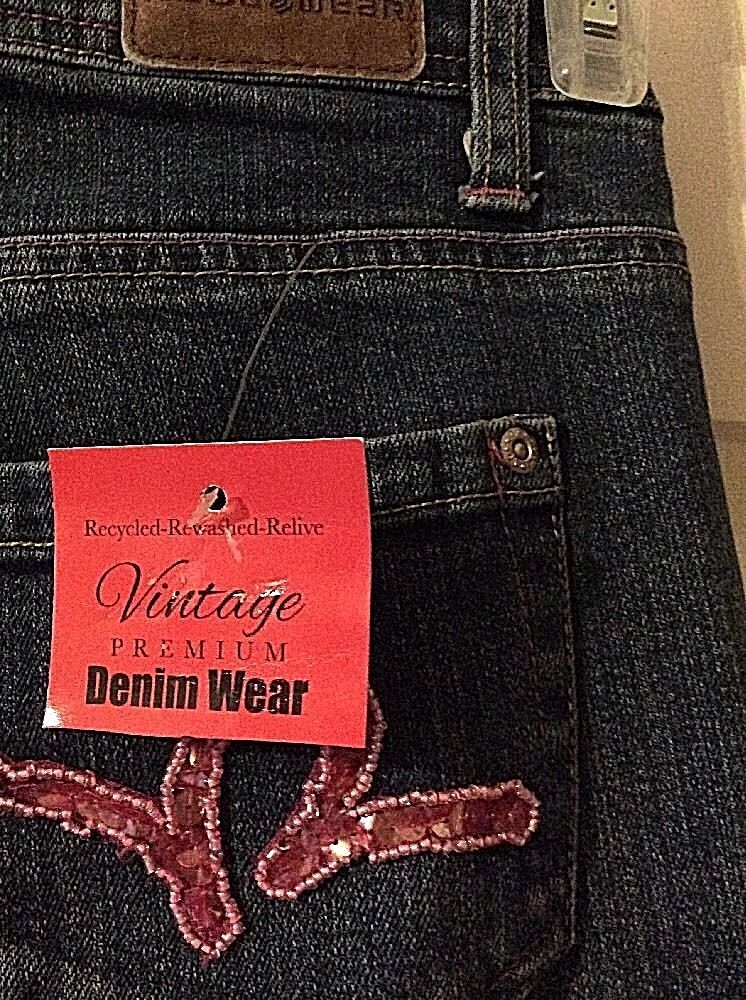 Recycled-Rewashed-Relive
Vintage
PREMIUM
Denim Wear